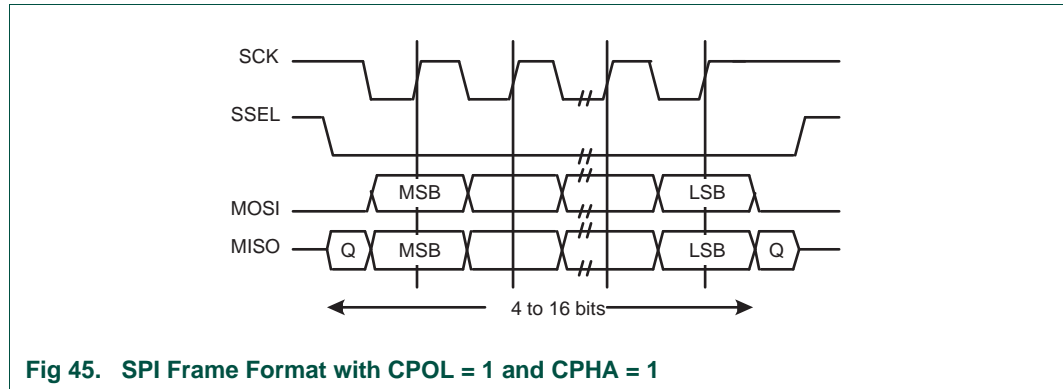 SCK
SSEL
MOSI
MSB
LSB
MISO
Q
MSB
LSB
Q
4 to 16 bits
Fig 45. SPI Frame Format with CPOL = 1 and CPHA = 1